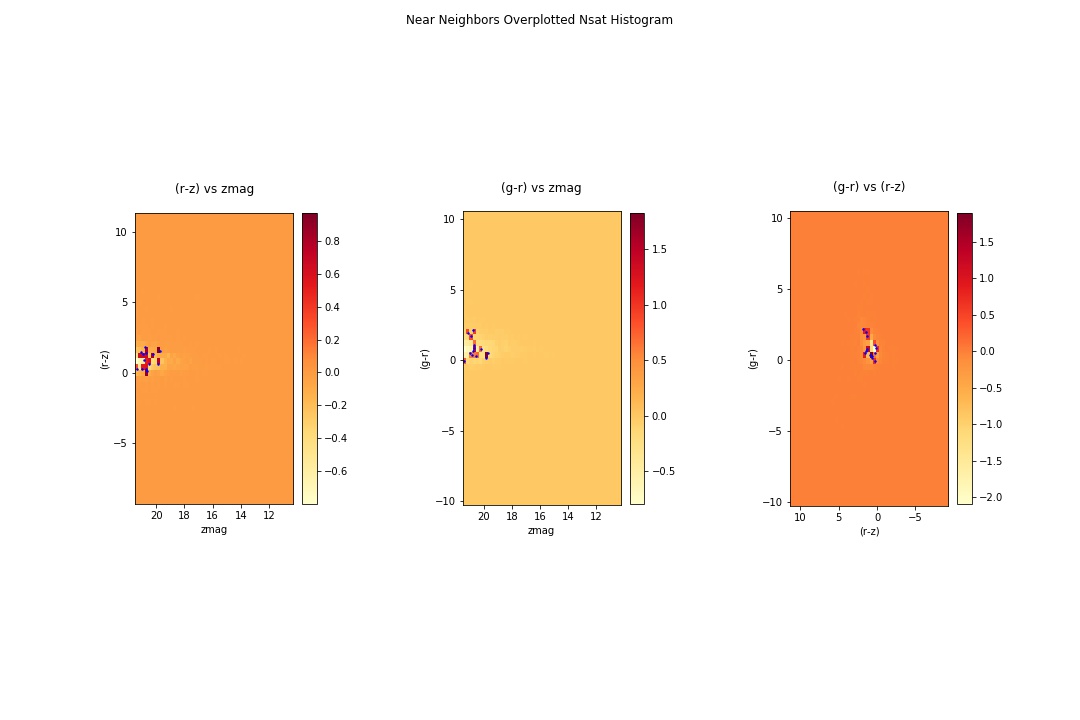 Near Neighbors Overplotted Nsat Histogram
(r-z) vs zmag
10
5
0
−5
(r-z)
20 18 16 14 12
zmag
0.8
0.6
0.4
0.2
0.0
−0.2
−0.4
−0.6
(g-r) vs zmag
10
5
0
−5
−10
(g-r)
20 18 16 14 12
zmag
1.5
1.0
0.5
0.0
−0.5
(g-r) vs (r-z)
10
5
0
−5
−10
(g-r)
10 5 0 −5
(r-z)
1.5
1.0
0.5
0.0
−0.5
−1.0
−1.5
−2.0